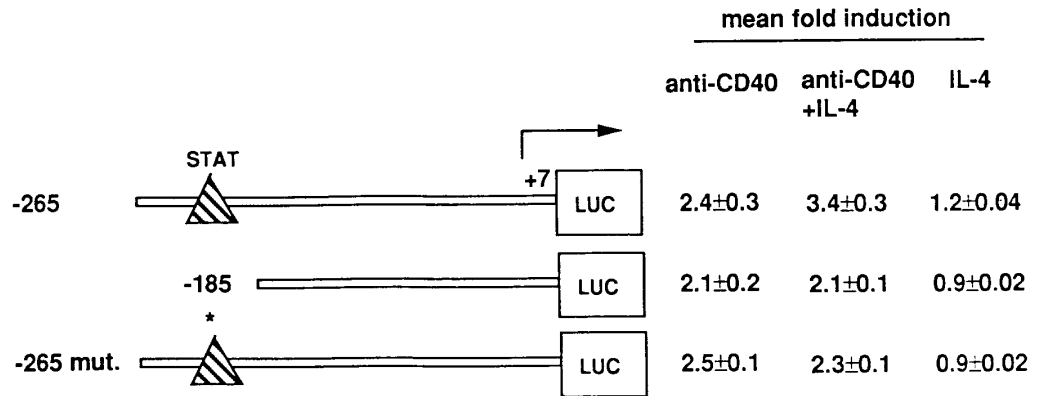 mean fold induction
anti-CD40 anti-CD40 +IL-4 IL-4
STAT
+7
-265 LUC 2.4±0.3 3.4±0.3 1.2±0.04
-185 LUC 2.1±0.2 2.1±0.1 0.9±0.02
*
-265 mut. LUC 2.5±0.1 2.3±0.1 0.9±0.02